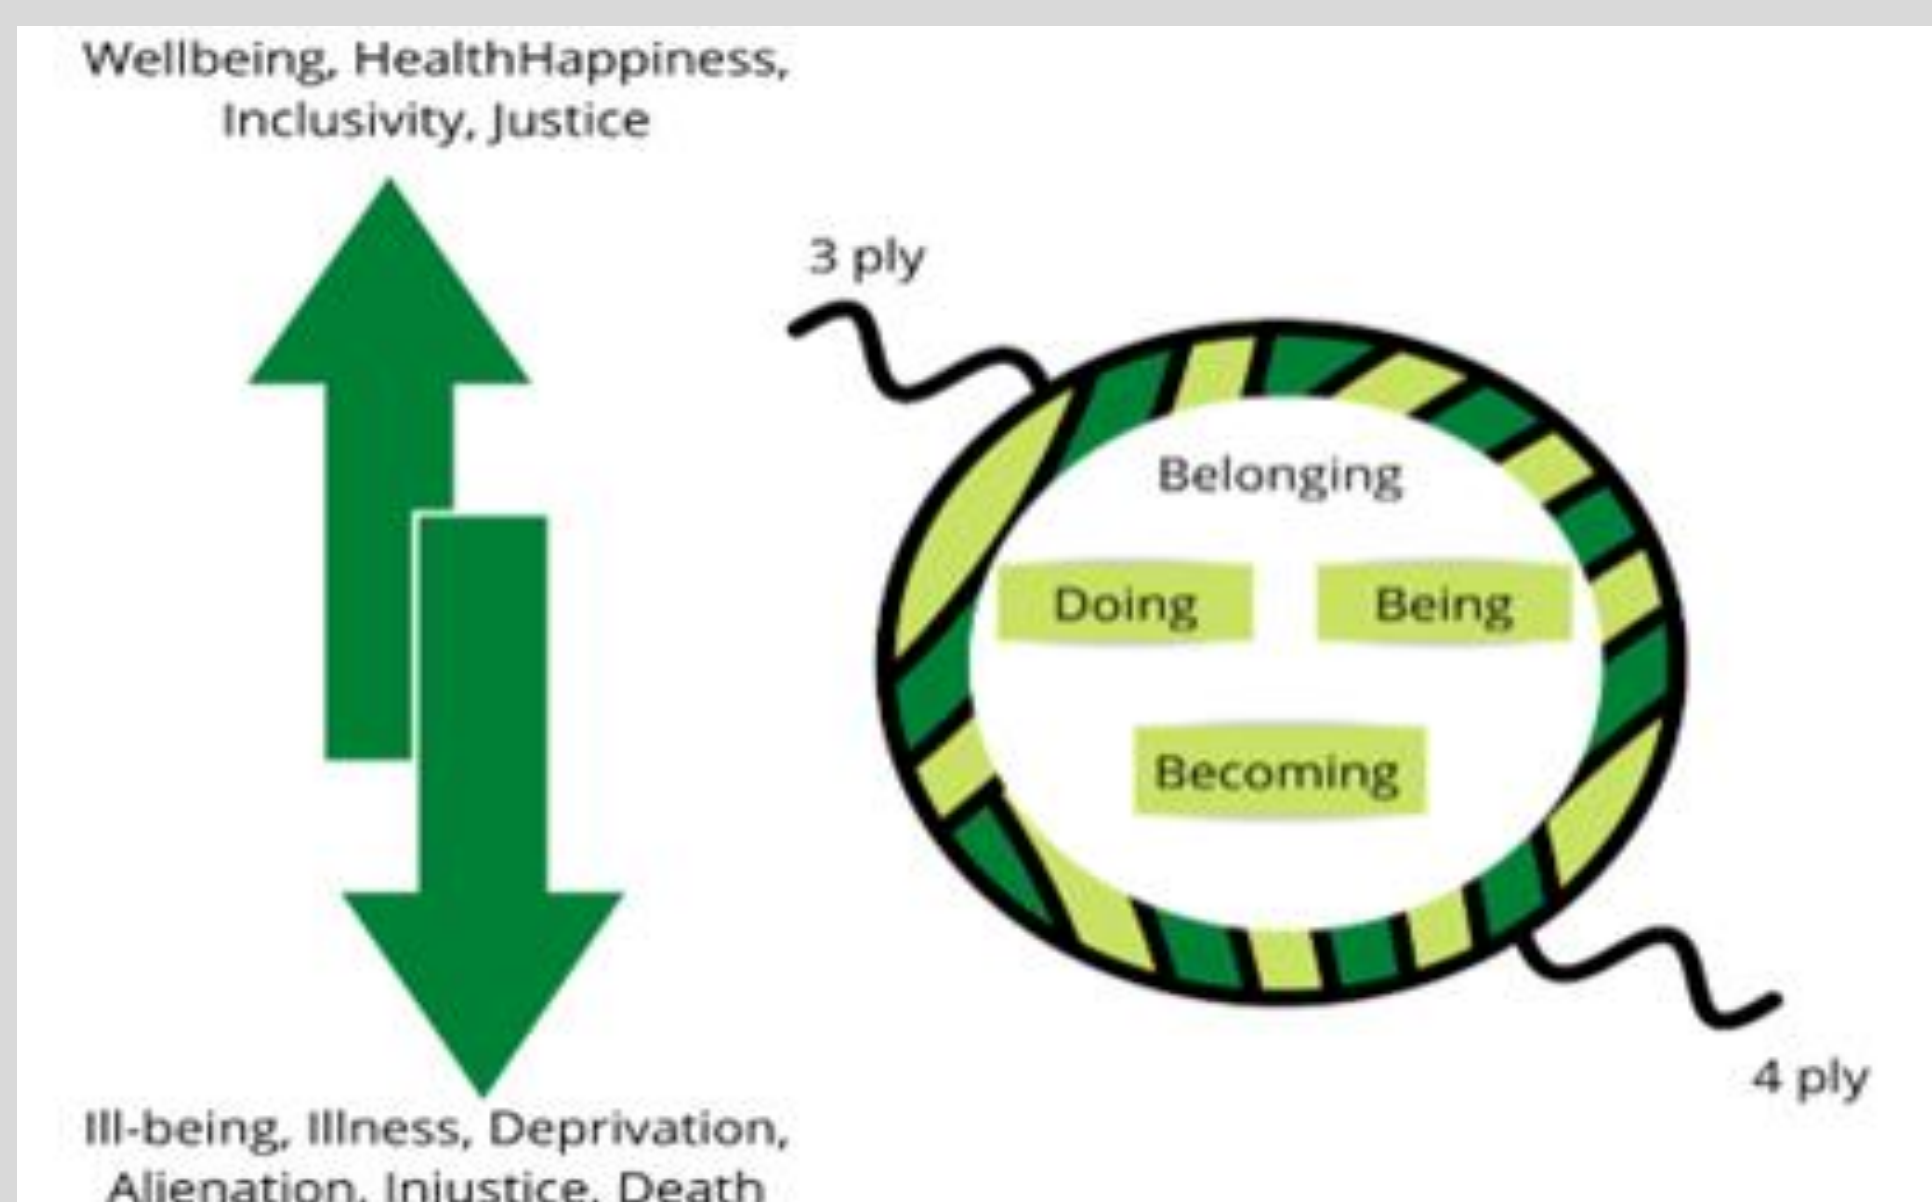 Wellbeing, HealthHappiness,
Inclusivity, Justice
3 ply
Belonging
Doing
Being
Becoming
4 ply
Ill-being, Illness, Deprivation,
Alienation, Injustice, Death